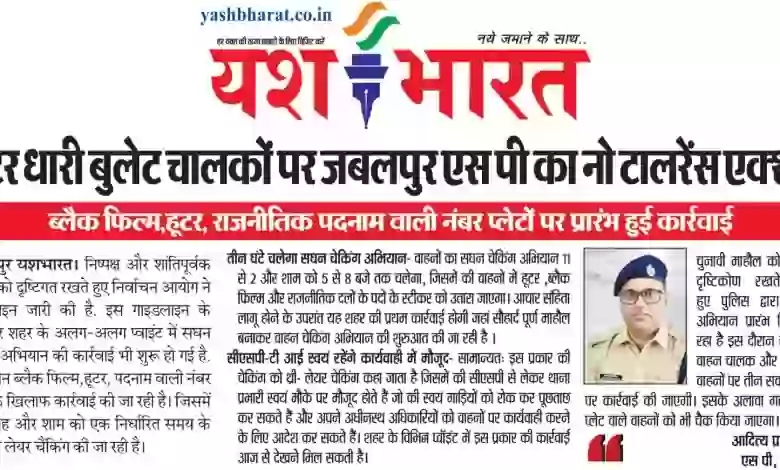 yashbharat.co.in
हर वक्त की ताजा खबरों के लिए विजिट करें
नये जमाने के साथ..
यश भारत
टर धारी बुलेट चालकों पर जबलपुर एस पी का नो टालरेंस एक्श
ब्लैक फिल्म,हूटर, राजनीतिक पदनाम वाली नंबर प्लेटों पर प्रारंभ हुई कार्रवाई
पुर यशभारत। निष्पक्ष और शांतिपूर्वक
को दृष्टिगत रखते हुए निर्वाचन आयोग ने
इन जारी की है। इस गाइडलाइन के
र शहर के अलग-अलग प्वाइंट में सघन
अभियान की कार्रवाई भी शुरू हो गई है.
न ब्लैक फिल्म,हूटर, पदनाम वाली नंबर
खिलाफ कार्रवाई की जा रही है। जिसमें
ह और शाम को एक निर्धारित समय के
लेयर चैंकिंग की जा रही है।
तीन घंटे चलेगा सघन चेकिंग अभियान- वाहनों का सघन चेकिंग अभियान 11
से 2 और शाम को 5 से 8 बजे तक चलेगा, जिसमें की वाहनों में हूटर ,ब्लैक
फिल्म और राजनीतिक दलों के पदों के स्टीकर को उतारा जाएगा। आचार संहिता
लागू होने के उपरांत यह शहर की प्रथम कार्रवाई होगी जहां सौहार्द पूर्ण माहौल
बनाकर वाहन चेकिंग अभियान की शुरुआत की जा रही है ।
सीएसपी-टी आई स्वयं रहेंगे कार्यवाही में मौजूद- सामान्यतः इस प्रकार की
चेकिंग को थ्री- लेयर चेकिंग कहा जाता है जिसमें की सीएसपी से लेकर थाना
प्रभारी स्वयं मौके पर मौजूद होते हैं जो की स्वयं गाड़ियों को रोक कर पूछताछ
कर सकते हैं और अपने अधीनस्थ अधिकारियों को वाहनों पर कार्यवाही करने
के लिए आदेश कर सकते हैं। शहर के विभिन्न प्वॉइंट में इस प्रकार की कार्रवाई
आज से देखने मिल सकती है।
चुनावी माहौल को
दृष्टिकोण रखते
हुए पुलिस द्वारा
अभियान प्रारंभ
रहा है इस दौरान
वाहन चालक और
वाहनों पर तीन सव
पर कार्रवाई की जाएगी। इसके अलावा ग
प्लेट वाले वाहनों को भी चैक किया जाएगा।
आदित्य प्र
एस पी,